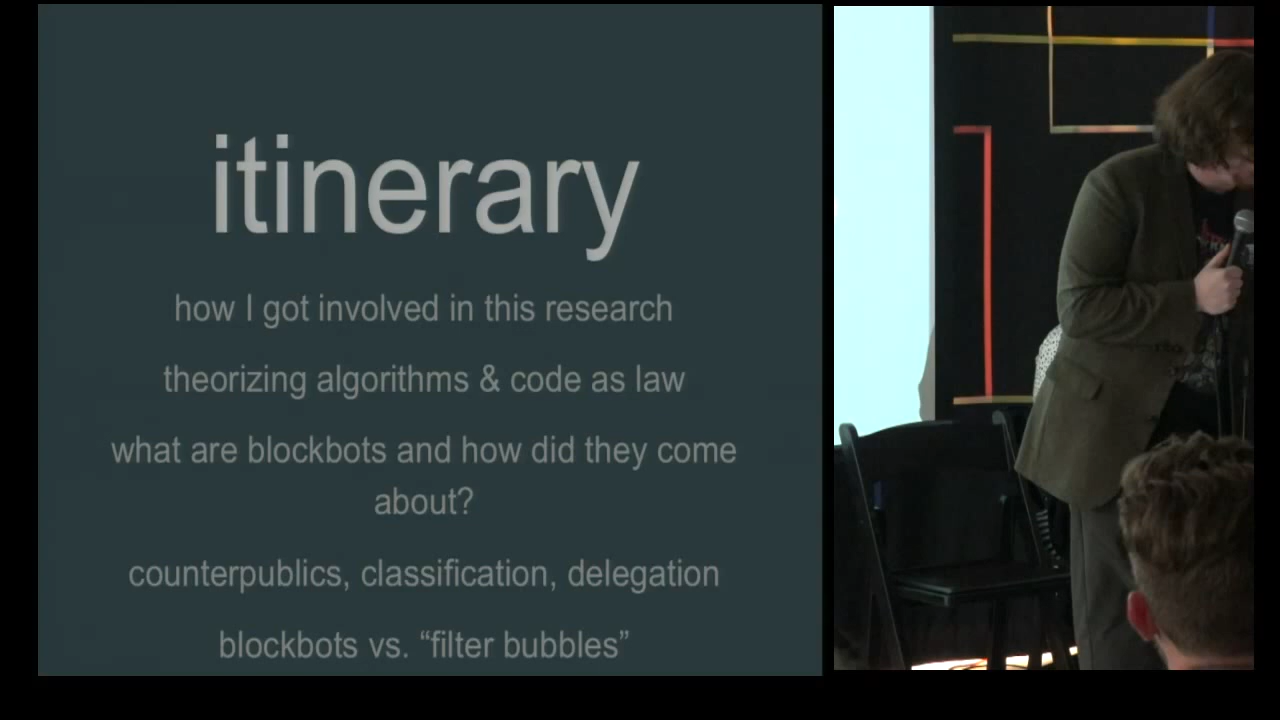 itinerary
how I got involved in this research
theorizing algorithms & code as law
what are blockbots and how did they come
about?
counterpublics, classification, delegation
blockbots vs. “filter bubbles”